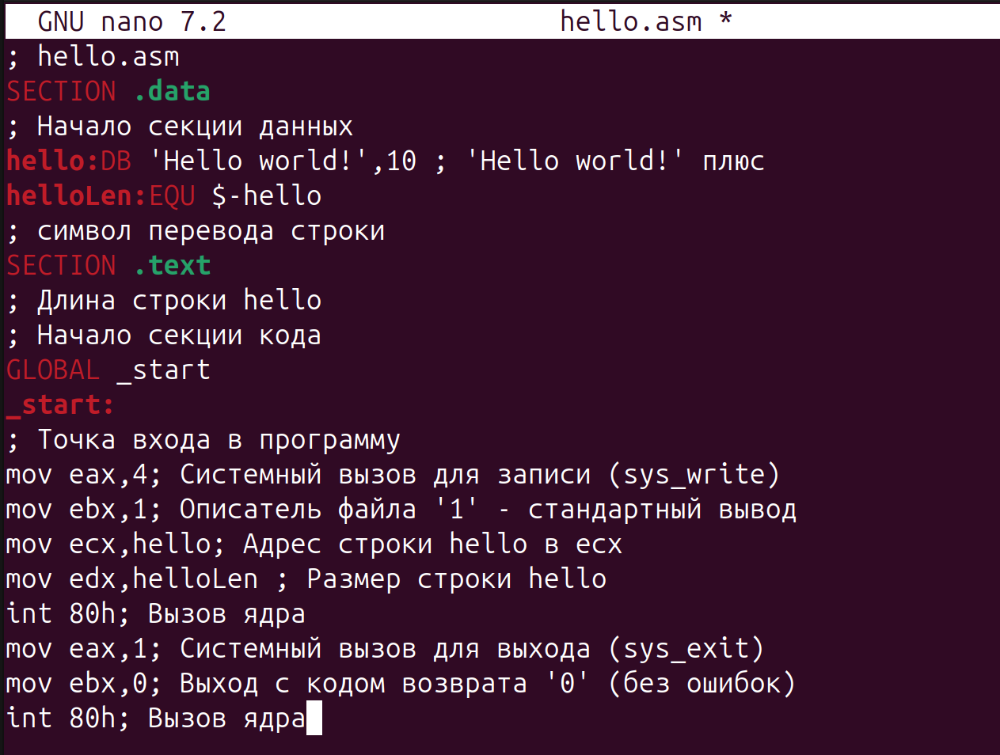 GNU nano 7.2 hello.asm *
; hello.asm
SECTION .data
; Начало секции данных
hello:DB 'Hello world!',10 ; 'Hello world!' плюс
helloLen:EQU $-hello
; символ перевода строки
SECTION .text
; Длина строки hello
; Начало секции кода
GLOBAL _start
_start:
; Точка входа в программу
mov eax,4; Системный вызов для записи (sys_write)
mov ebx,1; Описатель файла '1' - стандартный вывод
mov ecx,hello; Адрес строки hello в ecx
mov edx,helloLen ; Размер строки hello
int 80h; Вызов ядра
mov eax,1; Системный вызов для выхода (sys_exit)
mov ebx,0; Выход с кодом возврата '0' (без ошибок)
int 80h; Вызов ядра